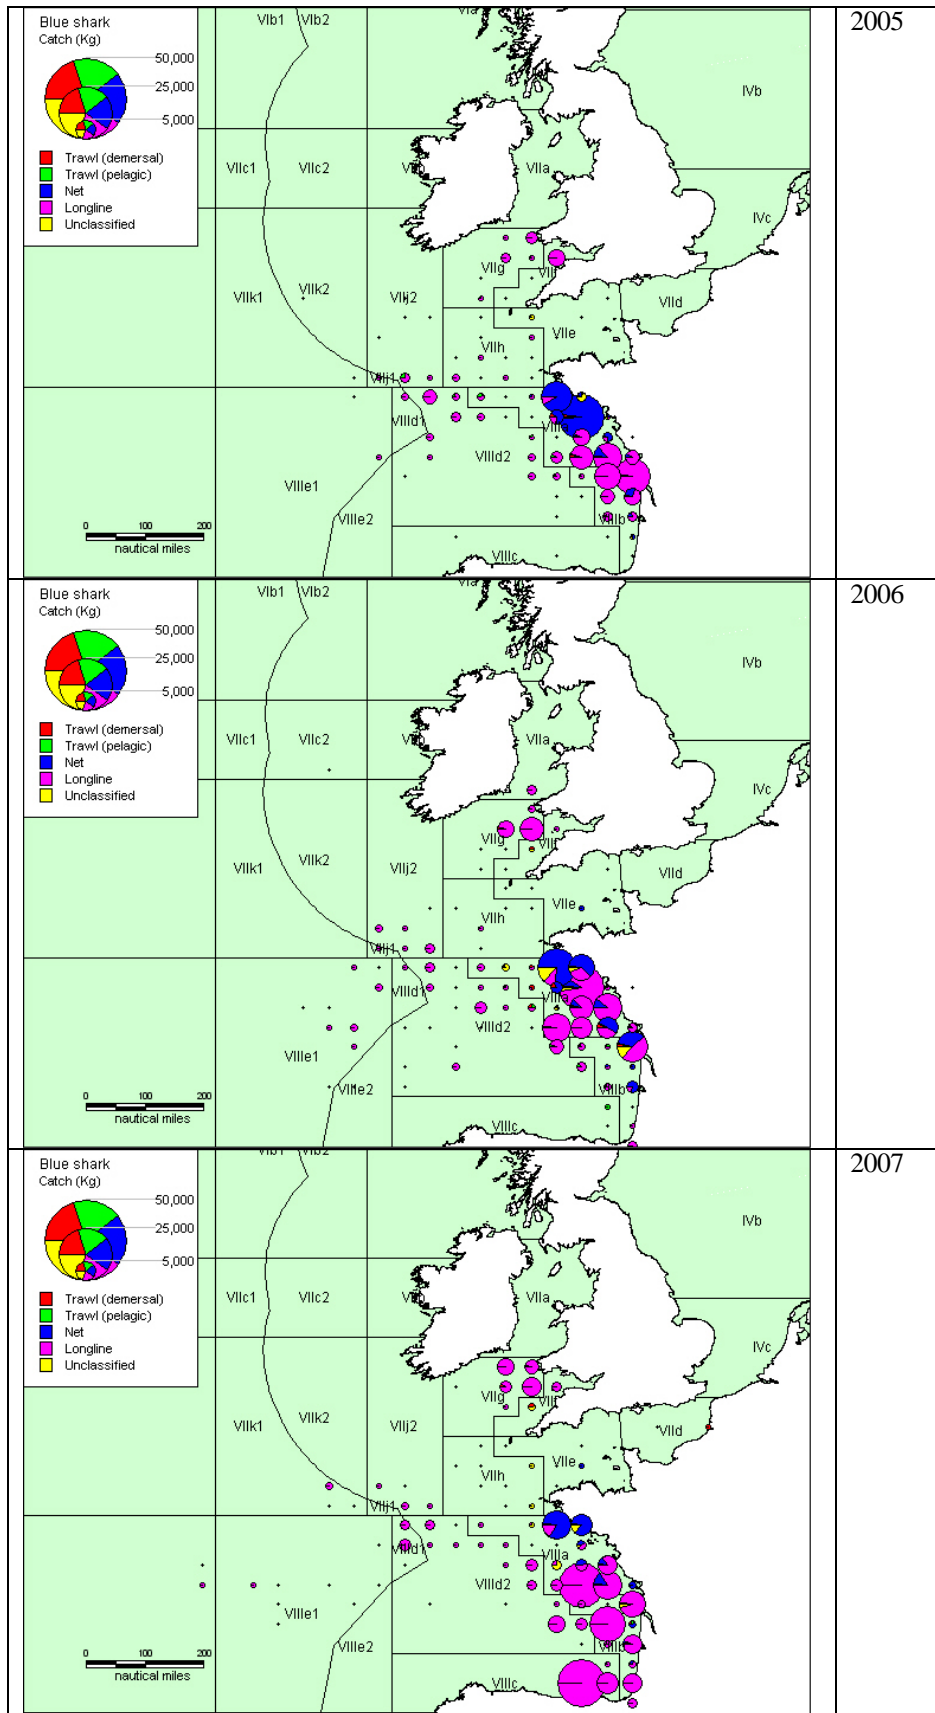 2005
Blue shark
Catch (Kg)
50,000
25,000
5,000
Trawl (demersal)
Trawl (pelagic)
Net
Longline
Unclassified
VIb1 VIb2
VIa
IVb
VIIc1 VIIc2
VIIa
IVc
VIIg
VIIf
VIIk1 VIIk2 VIIj2
VIId
VIIe
VIIh
VIIj1
VIIId1
VIIIa
VIIId2
VIIIe1
VIIIe2
VIIIb
VIIIc
0 100 200
nautical miles
2006
Blue shark
Catch (Kg)
50,000
25,000
5,000
Trawl (demersal)
Trawl (pelagic)
Net
Longline
Unclassified
VIb1 VIb2
VIa
IVb
VIIc1 VIIc2
VIIa
IVc
VIIg
VIIf
VIIk1 VIIk2 VIIj2
VIId
VIIe
VIIh
VIIj1
VIIId1
VIIIa
VIIId2
VIIIe1
VIIIe2
VIIIb
VIIIc
0 100 200
nautical miles
2007
Blue shark
Catch (Kg)
50,000
25,000
5,000
Trawl (demersal)
Trawl (pelagic)
Net
Longline
Unclassified
VIb1 VIb2
IVb
VIIc1 VIIc2
VIIa
IVc
VIIg
VIIf
VIIk1 VIIk2 VIIj2
VIId
VIIe
VIIh
VIIj1
VIIId1
VIIIa
VIIId2
VIIIe1
VIIIe2
VIIIb
VIIIc
0 100 200
nautical miles